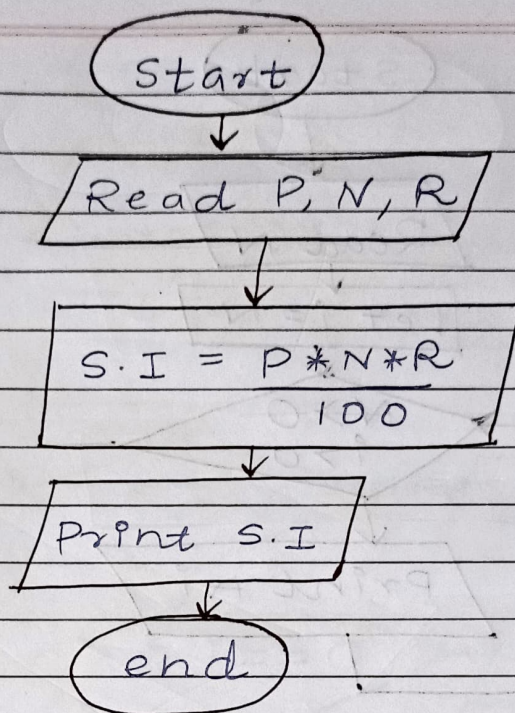 Start
Read P, N, R
S.I = P*N*R
100
Print S.I
end